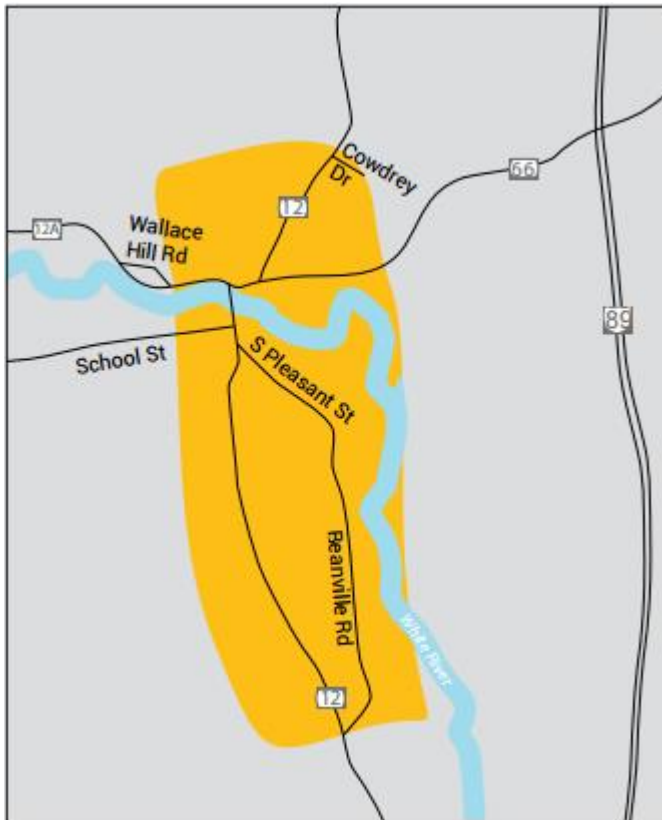 Cowdrey
Dr
66
12
12A
Wallace
Hill Rd
89
School St
S Pleasant St
Beanville Rd
White River
12